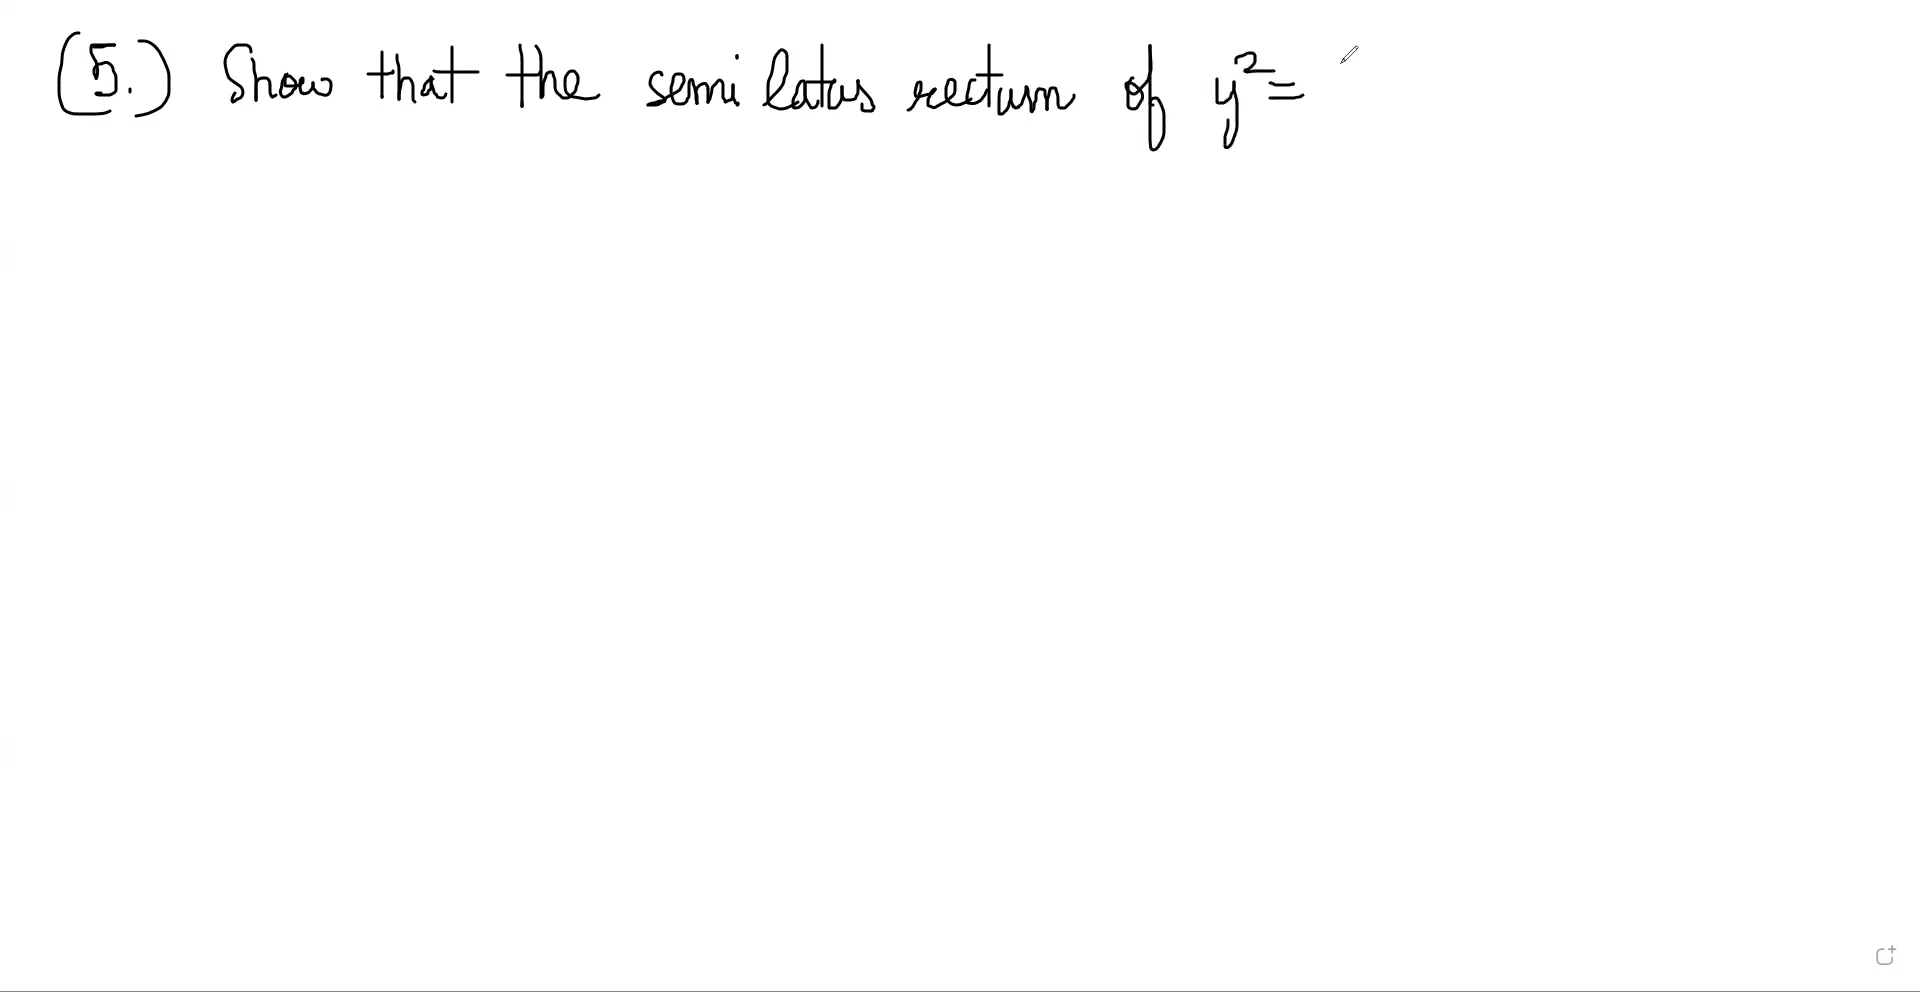 (5.) Show that the semi latus rectum of y²=